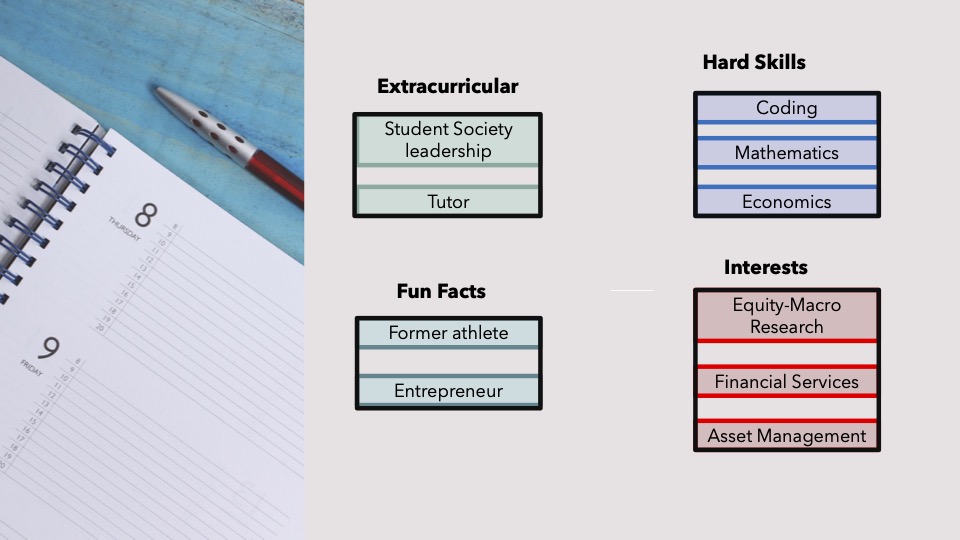 Extracurricular
Student Society
leadership
Tutor
Hard Skills
Coding
Mathematics
Economics
Fun Facts
Former athlete
Entrepreneur
Interests
Equity-Macro
Research
Financial Services
Asset Management
8
THURSDAY
9
FRIDAY